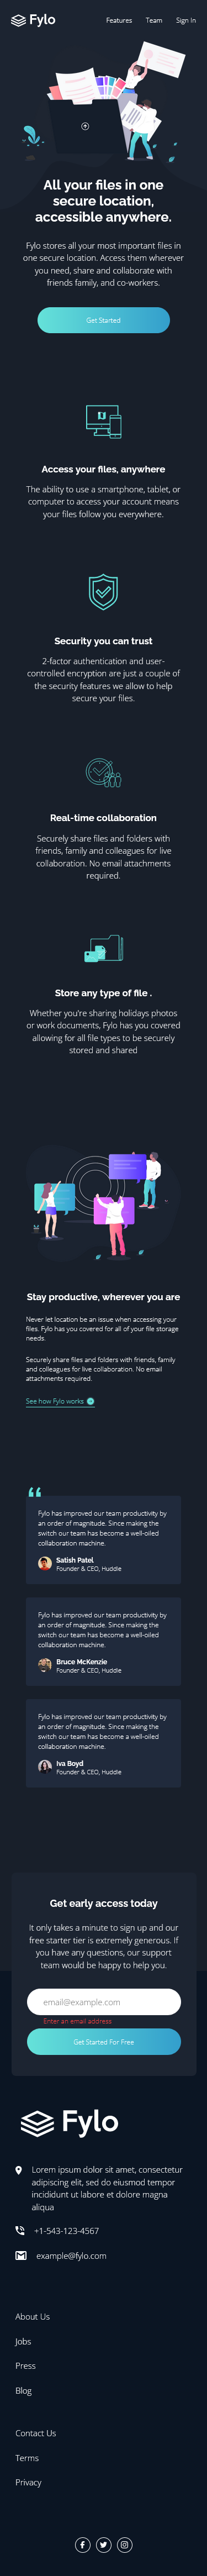 Fylo
Features Team Sign In
All your files in one
secure location,
accessible anywhere.
Fylo stores all your most important files in
one secure location. Access them wherever
you need, share and collaborate with
friends family, and co-workers.
Get Started
Access your files, anywhere
The ability to use a smartphone, tablet, or
computer to access your account means
your files follow you everywhere.
Security you can trust
2-factor authentication and user-
controlled encryption are just a couple of
the security features we allow to help
secure your files.
Real-time collaboration
Securely share files and folders with
friends, family and colleagues for live
collaboration. No email attachments
required.
Store any type of file .
Whether you're sharing holidays photos
or work documents, Fylo has you covered
allowing for all file types to be securely
stored and shared
Stay productive, wherever you are
Never let location be an issue when accessing your
files. Fylo has you covered for all of your file storage
needs.
Securely share files and folders with friends, family
and colleagues for live collaboration. No email
attachments required.
See how Fylo works
Fylo has improved our team productivity by
an order of magnitude. Since making the
switch our team has become a well-oiled
collaboration machine.
Satish Patel
Founder & CEO, Huddle
Fylo has improved our team productivity by
an order of magnitude. Since making the
switch our team has become a well-oiled
collaboration machine.
Bruce McKenzie
Founder & CEO, Huddle
Fylo has improved our team productivity by
an order of magnitude. Since making the
switch our team has become a well-oiled
collaboration machine.
Iva Boyd
Founder & CEO, Huddle
Get early access today
It only takes a minute to sign up and our
free starter tier is extremely generous. If
you have any questions, our support
team would be happy to help you.
email@example.com
Enter an email address
Get Started For Free
Fylo
Lorem ipsum dolor sit amet, consectetur
adipiscing elit, sed do eiusmod tempor
incididunt ut labore et dolore magna
aliqua
+1-543-123-4567
example@fylo.com
About Us
Jobs
Press
Blog
Contact Us
Terms
Privacy